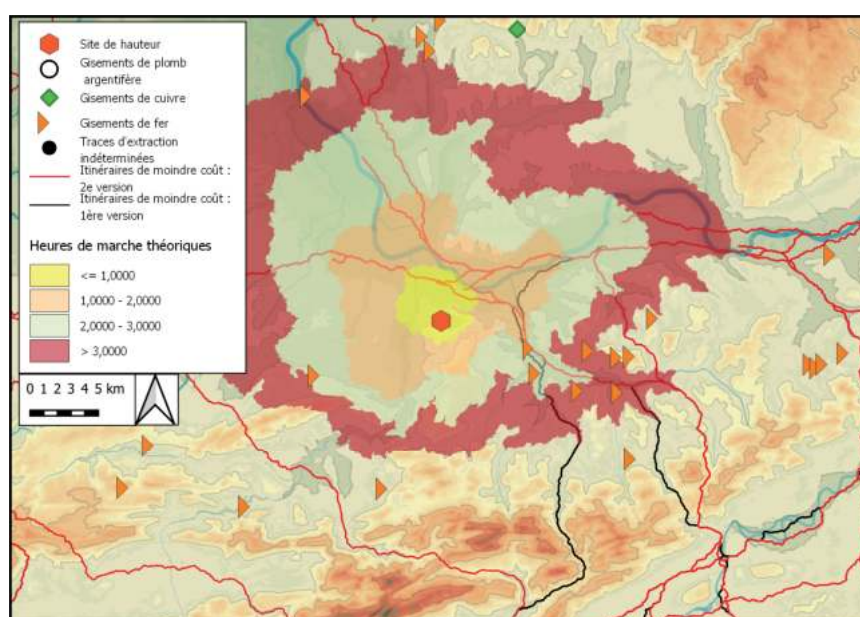 Site de hauteur
Gisements de plomb
argentifère
Gisements de cuivre
Gisements de fer
Traces d'extraction
indéterminées
Itinéraires de moindre coût :
2e version
Itinéraires de moindre coût :
1ère version
Heures de marche théoriques
<= 1,0000
1,0000 - 2,0000
2,0000 - 3,0000
> 3,0000
0 1 2 3 4 5 km